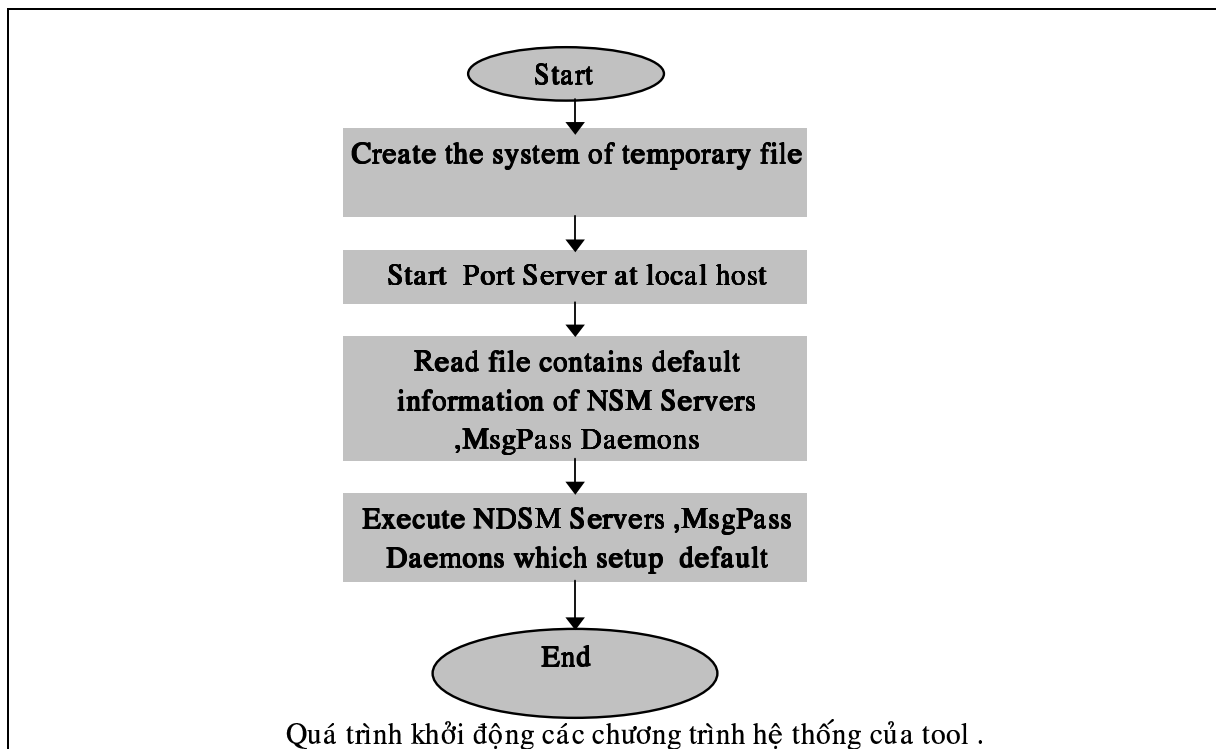 Start
Create the system of temporary file
Start Port Server at local host
Read file contains default
information of NSM Servers
,MsgPass Daemons
Execute NDSM Servers ,MsgPass
Daemons which setup default
End
Quá trình khởi động các chương trình hệ thống của tool .